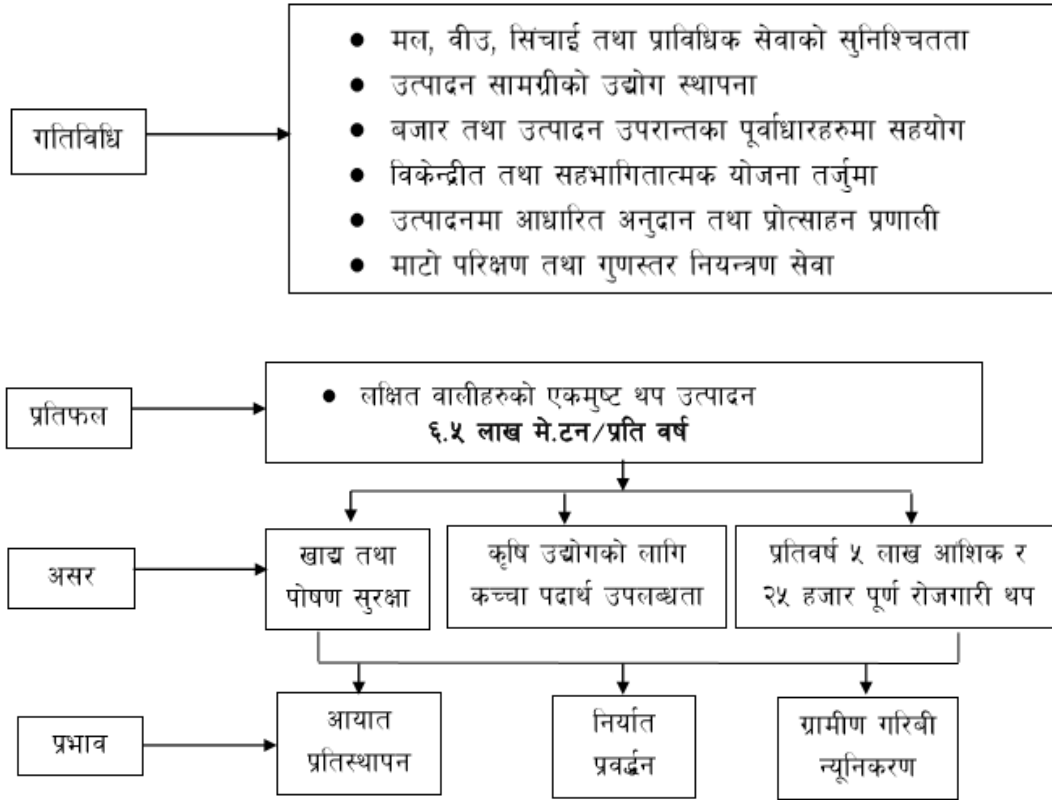 गतिविधि
● मल, वीउ, सिंचाई तथा प्राविधिक सेवाको सुनिश्चितता
● उत्पादन सामग्रीको उद्योग स्थापना
● बजार तथा उत्पादन उपरान्तका पूर्वाधारहरुमा सहयोग
● विकेन्द्रीत तथा सहभागितात्मक योजना तर्जुमा
● उत्पादनमा आधारित अनुदान तथा प्रोत्साहन प्रणाली
● माटो परिक्षण तथा गुणस्तर नियन्त्रण सेवा
प्रतिफल
● लक्षित वालीहरुको एकमुष्ट थप उत्पादन
६.५ लाख मे.टन/प्रति वर्ष
असर
खाद्य तथा
पोषण सुरक्षा
कृषि उद्योगको लागि
कच्चा पदार्थ उपलब्धता
प्रतिवर्ष ५ लाख आंशिक र
२५ हजार पूर्ण रोजगारी थप
प्रभाव
आयात
प्रतिस्थापन
निर्यात
प्रवर्द्धन
ग्रामीण गरिबी
न्यूनिकरण